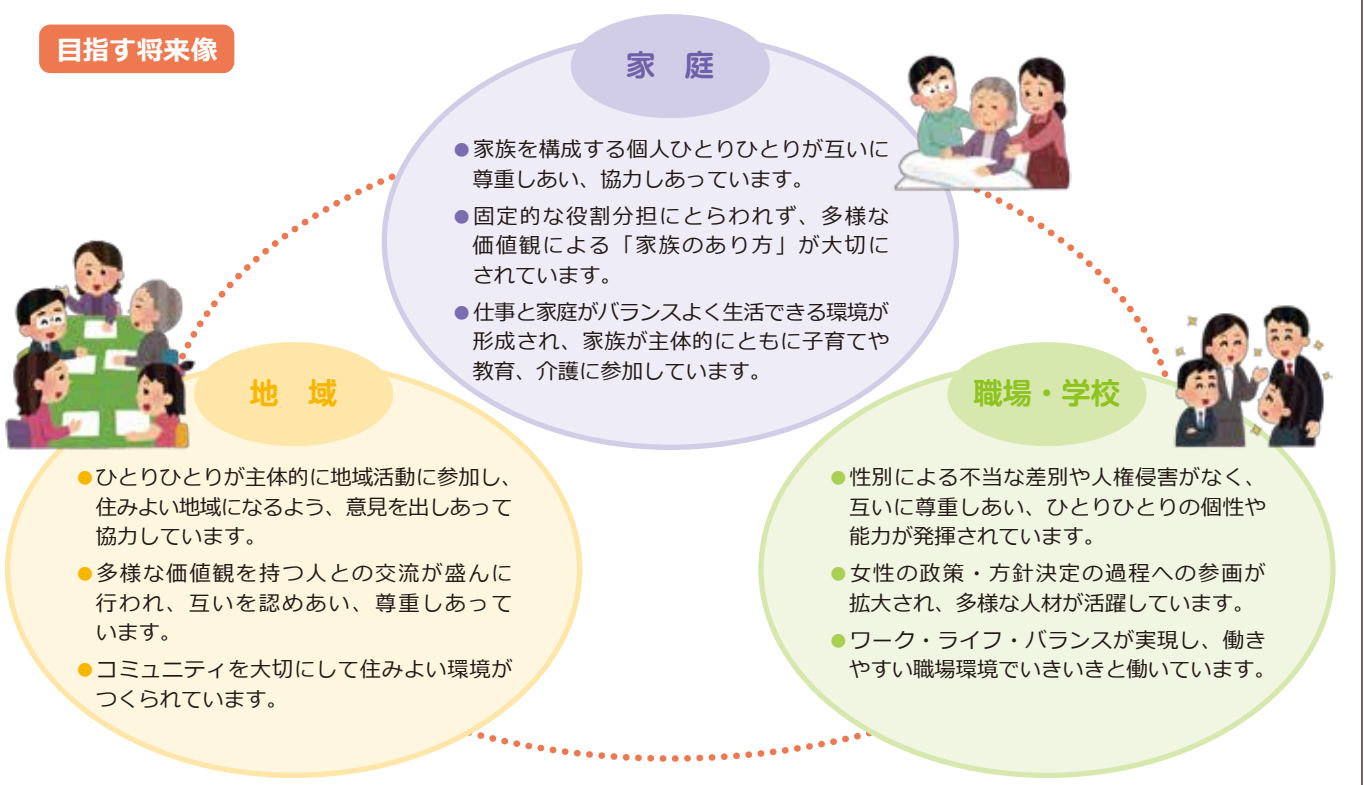 目指す将来像
家 庭
●家族を構成する個人ひとりひとりが互いに
尊重しあい、協力しあっています。
●固定的な役割分担にとらわれず、多様な
価値観による「家族のあり方」が大切に
されています。
●仕事と家庭がバランスよく生活できる環境が
形成され、家族が主体的にともに子育てや
教育、介護に参加しています。
地 域
●ひとりひとりが主体的に地域活動に参加し、
住みよい地域になるよう、意見を出しあって
協力しています。
●多様な価値観を持つ人との交流が盛んに
行われ、互いを認めあい、尊重しあって
います。
●コミュニティを大切にして住みよい環境が
つくられています。
職場・学校
●性別による不当な差別や人権侵害がなく、
互いに尊重しあい、ひとりひとりの個性や
能力が発揮されています。
●女性の政策・方針決定の過程への参画が
拡大され、多様な人材が活躍しています。
●ワーク・ライフ・バランスが実現し、働き
やすい職場環境でいきいきと働いています。